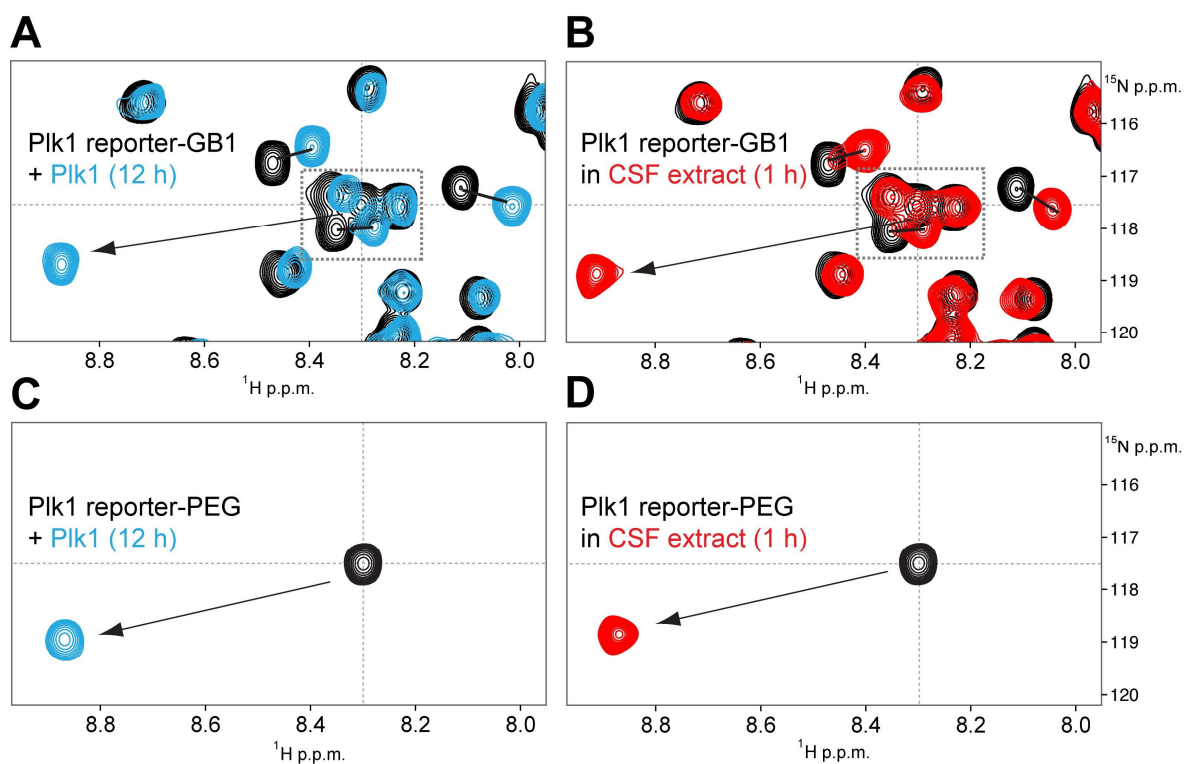 A
B
Plk1 reporter-GB1
+ Plk1 (12 h)
8.8
8.6
8.4
8.2
8.0
¹H p.p.m.
Plk1 reporter-GB1
in CSF extract (1 h)
¹⁵N p.p.m.
116
117
118
119
120
8.8
8.6
8.4
8.2
8.0
¹H p.p.m.
C
D
Plk1 reporter-PEG
+ Plk1 (12 h)
8.8
8.6
8.4
8.2
8.0
¹H p.p.m.
Plk1 reporter-PEG
in CSF extract (1 h)
¹⁵N p.p.m.
116
117
118
119
120
8.8
8.6
8.4
8.2
8.0
¹H p.p.m.